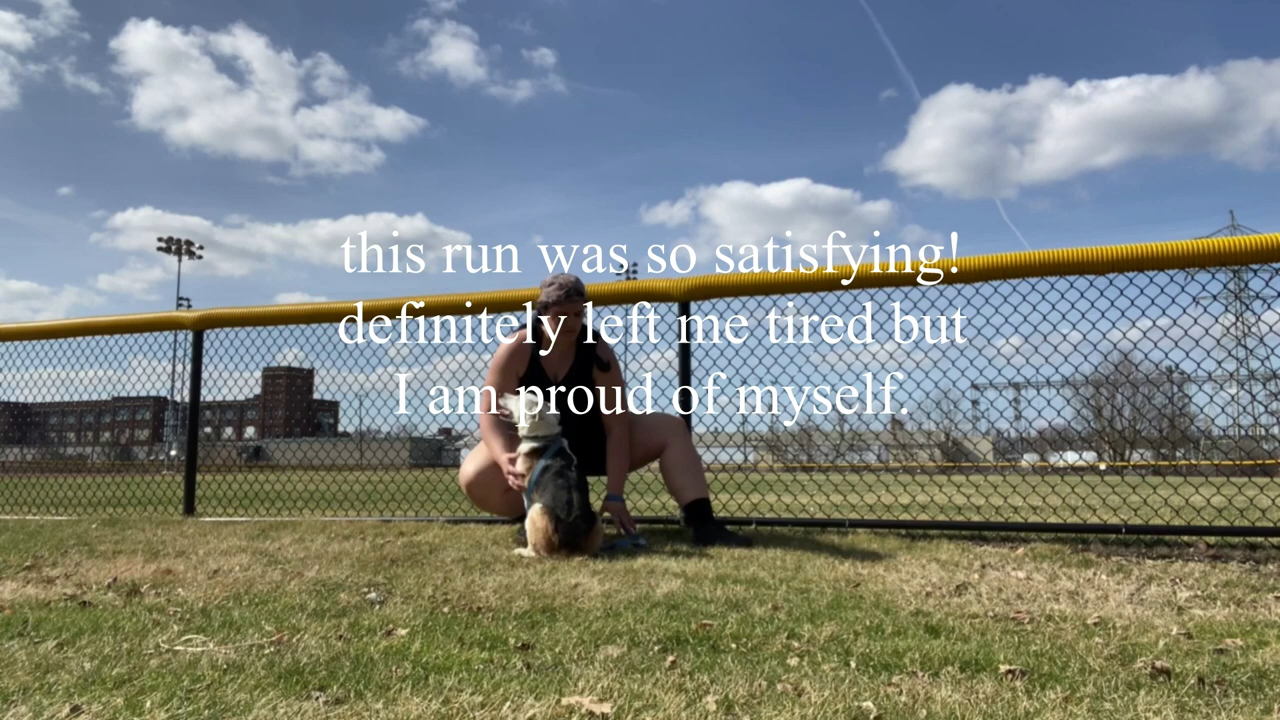 this run was so satisfying!
definitely left me tired but
I am proud of myself.